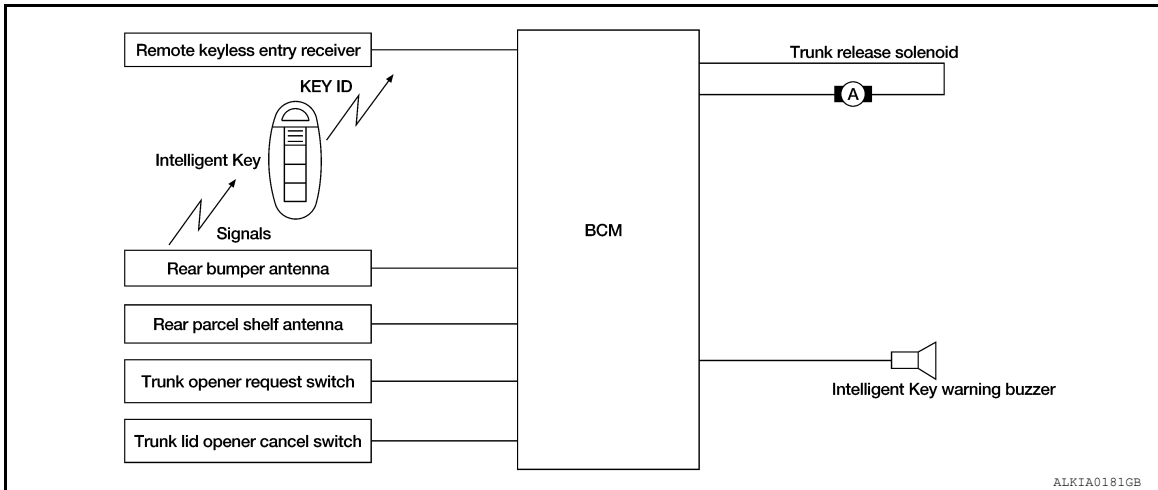 Remote keyless entry receiver
KEY ID
Intelligent Key
Signals
Rear bumper antenna
Rear parcel shelf antenna
Trunk opener request switch
Trunk lid opener cancel switch
BCM
Trunk release solenoid
A
Intelligent Key warning buzzer
ALKIA0181GB